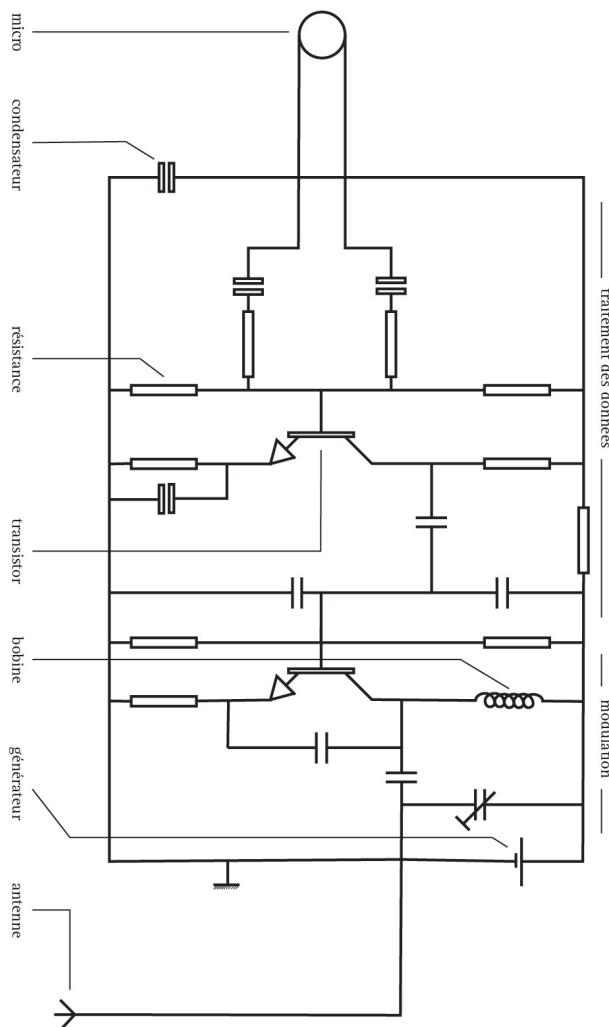 micro
condensateur
résistance
transistor
bobine
générateur
antenne
traitement des données
modulation